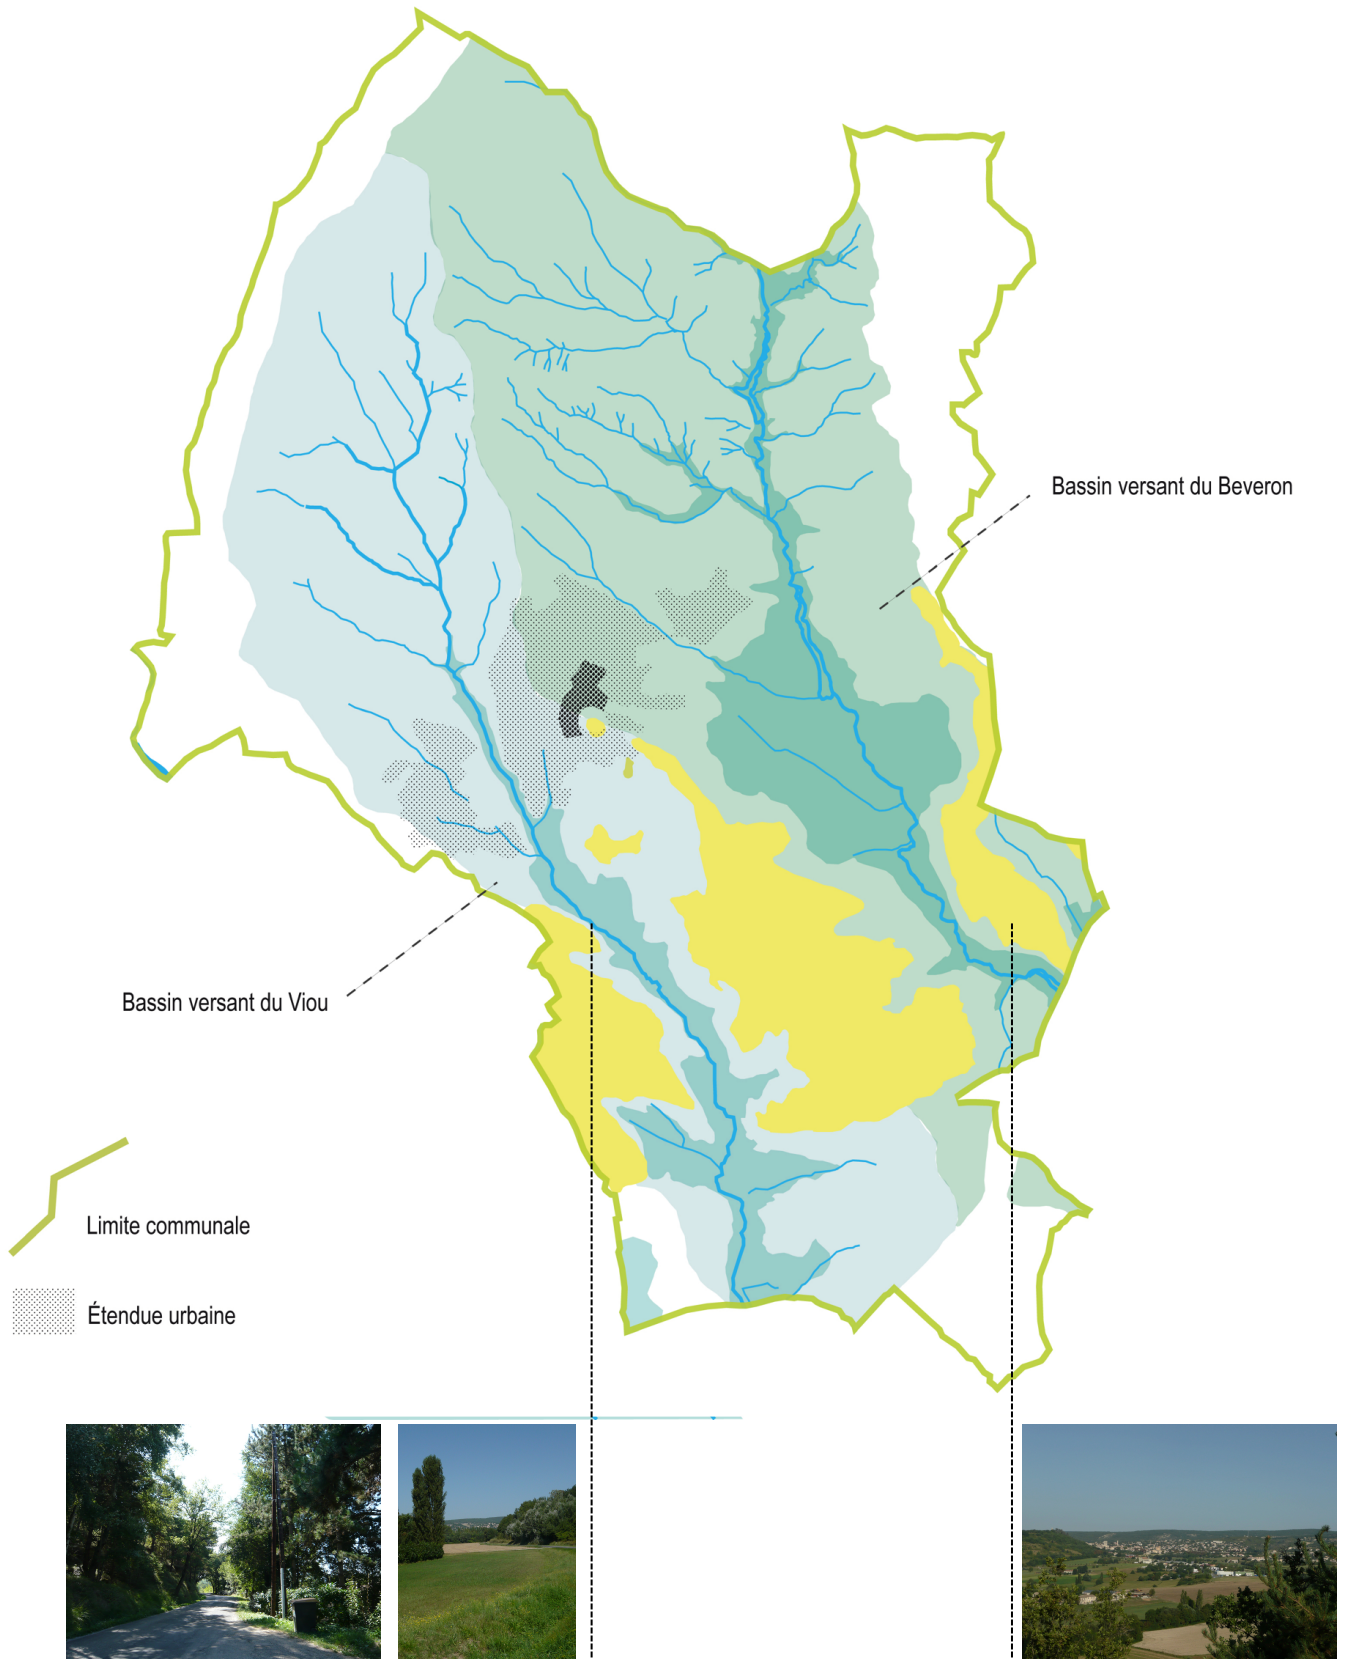 Bassin versant du Beveron
Bassin versant du Viou
Limite communale
Étendue urbaine